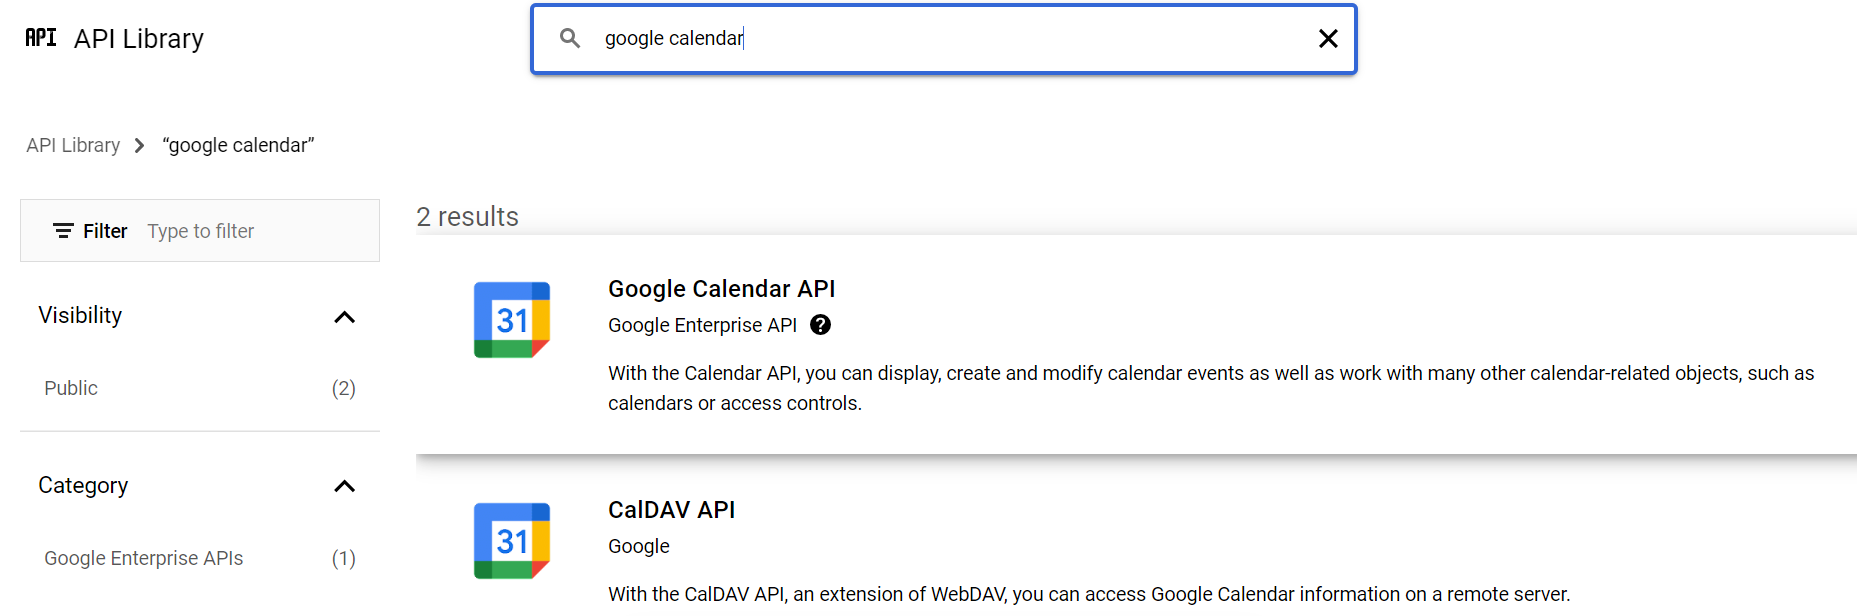 API API Library
google calendar
API Library > “google calendar”
Filter Type to filter
Visibility
Public (2)
Category
Google Enterprise APIs (1)
2 results
31
Google Calendar API
Google Enterprise API ?
With the Calendar API, you can display, create and modify calendar events as well as work with many other calendar-related objects, such as
calendars or access controls.
31
CalDAV API
Google
With the CalDAV API, an extension of WebDAV, you can access Google Calendar information on a remote server.